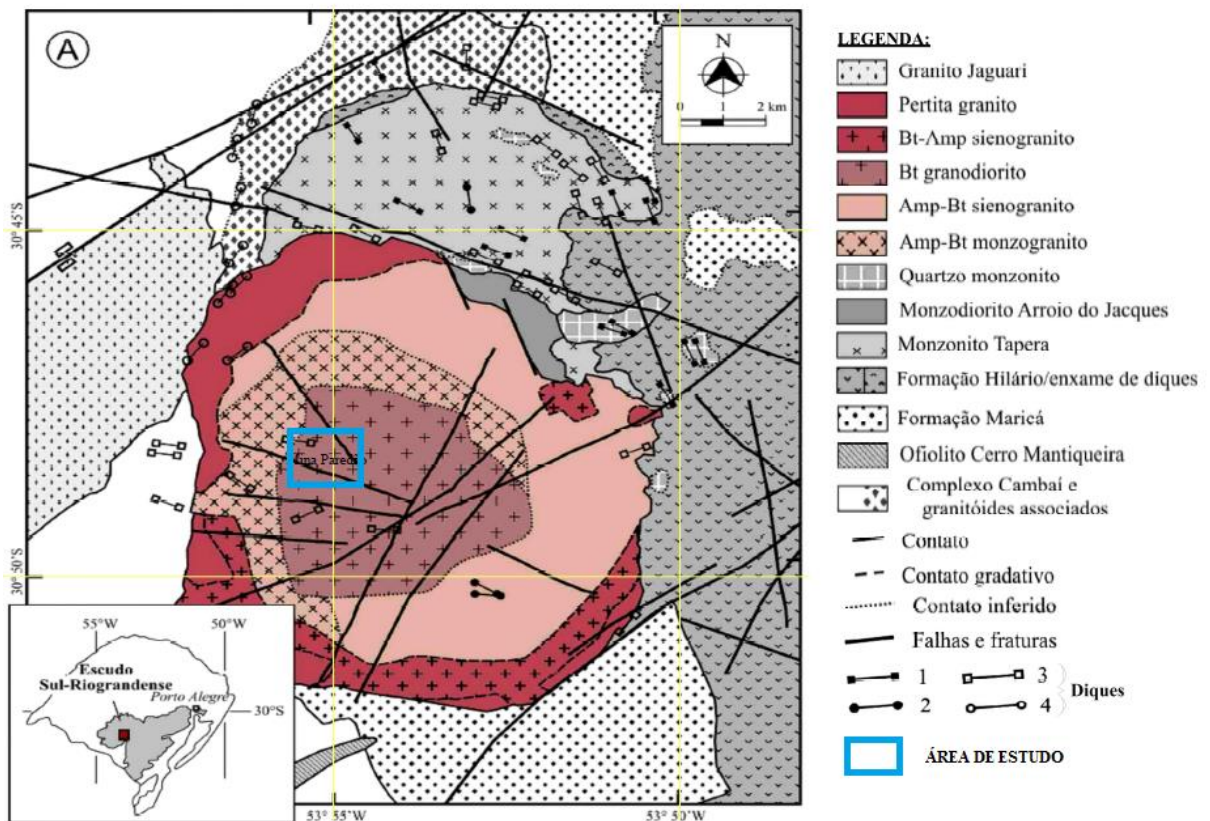 A
N
0 1 2 km
30° 45'S
30° 50'S
53° 55'W
53° 50'W
55°W
50°W
Escudo
Sul-Riograndense
Porto Alegre
30°S
LEGENDA:
Granito Jaguari
Pertita granito
Bt-Amp sienogranito
Bt granodiorito
Amp-Bt sienogranito
Amp-Bt monzogranito
Quartzo monzonito
Monzodiorito Arroio do Jacques
Monzonito Tapera
Formação Hilário/enxame de diques
Formação Maricá
Ofiolito Cerro Mantiqueira
Complexo Cambaí e
granitóides associados
Contato
Contato gradativo
Contato inferido
Falhas e fraturas
1 3
2 4
Diques
ÁREA DE ESTUDO